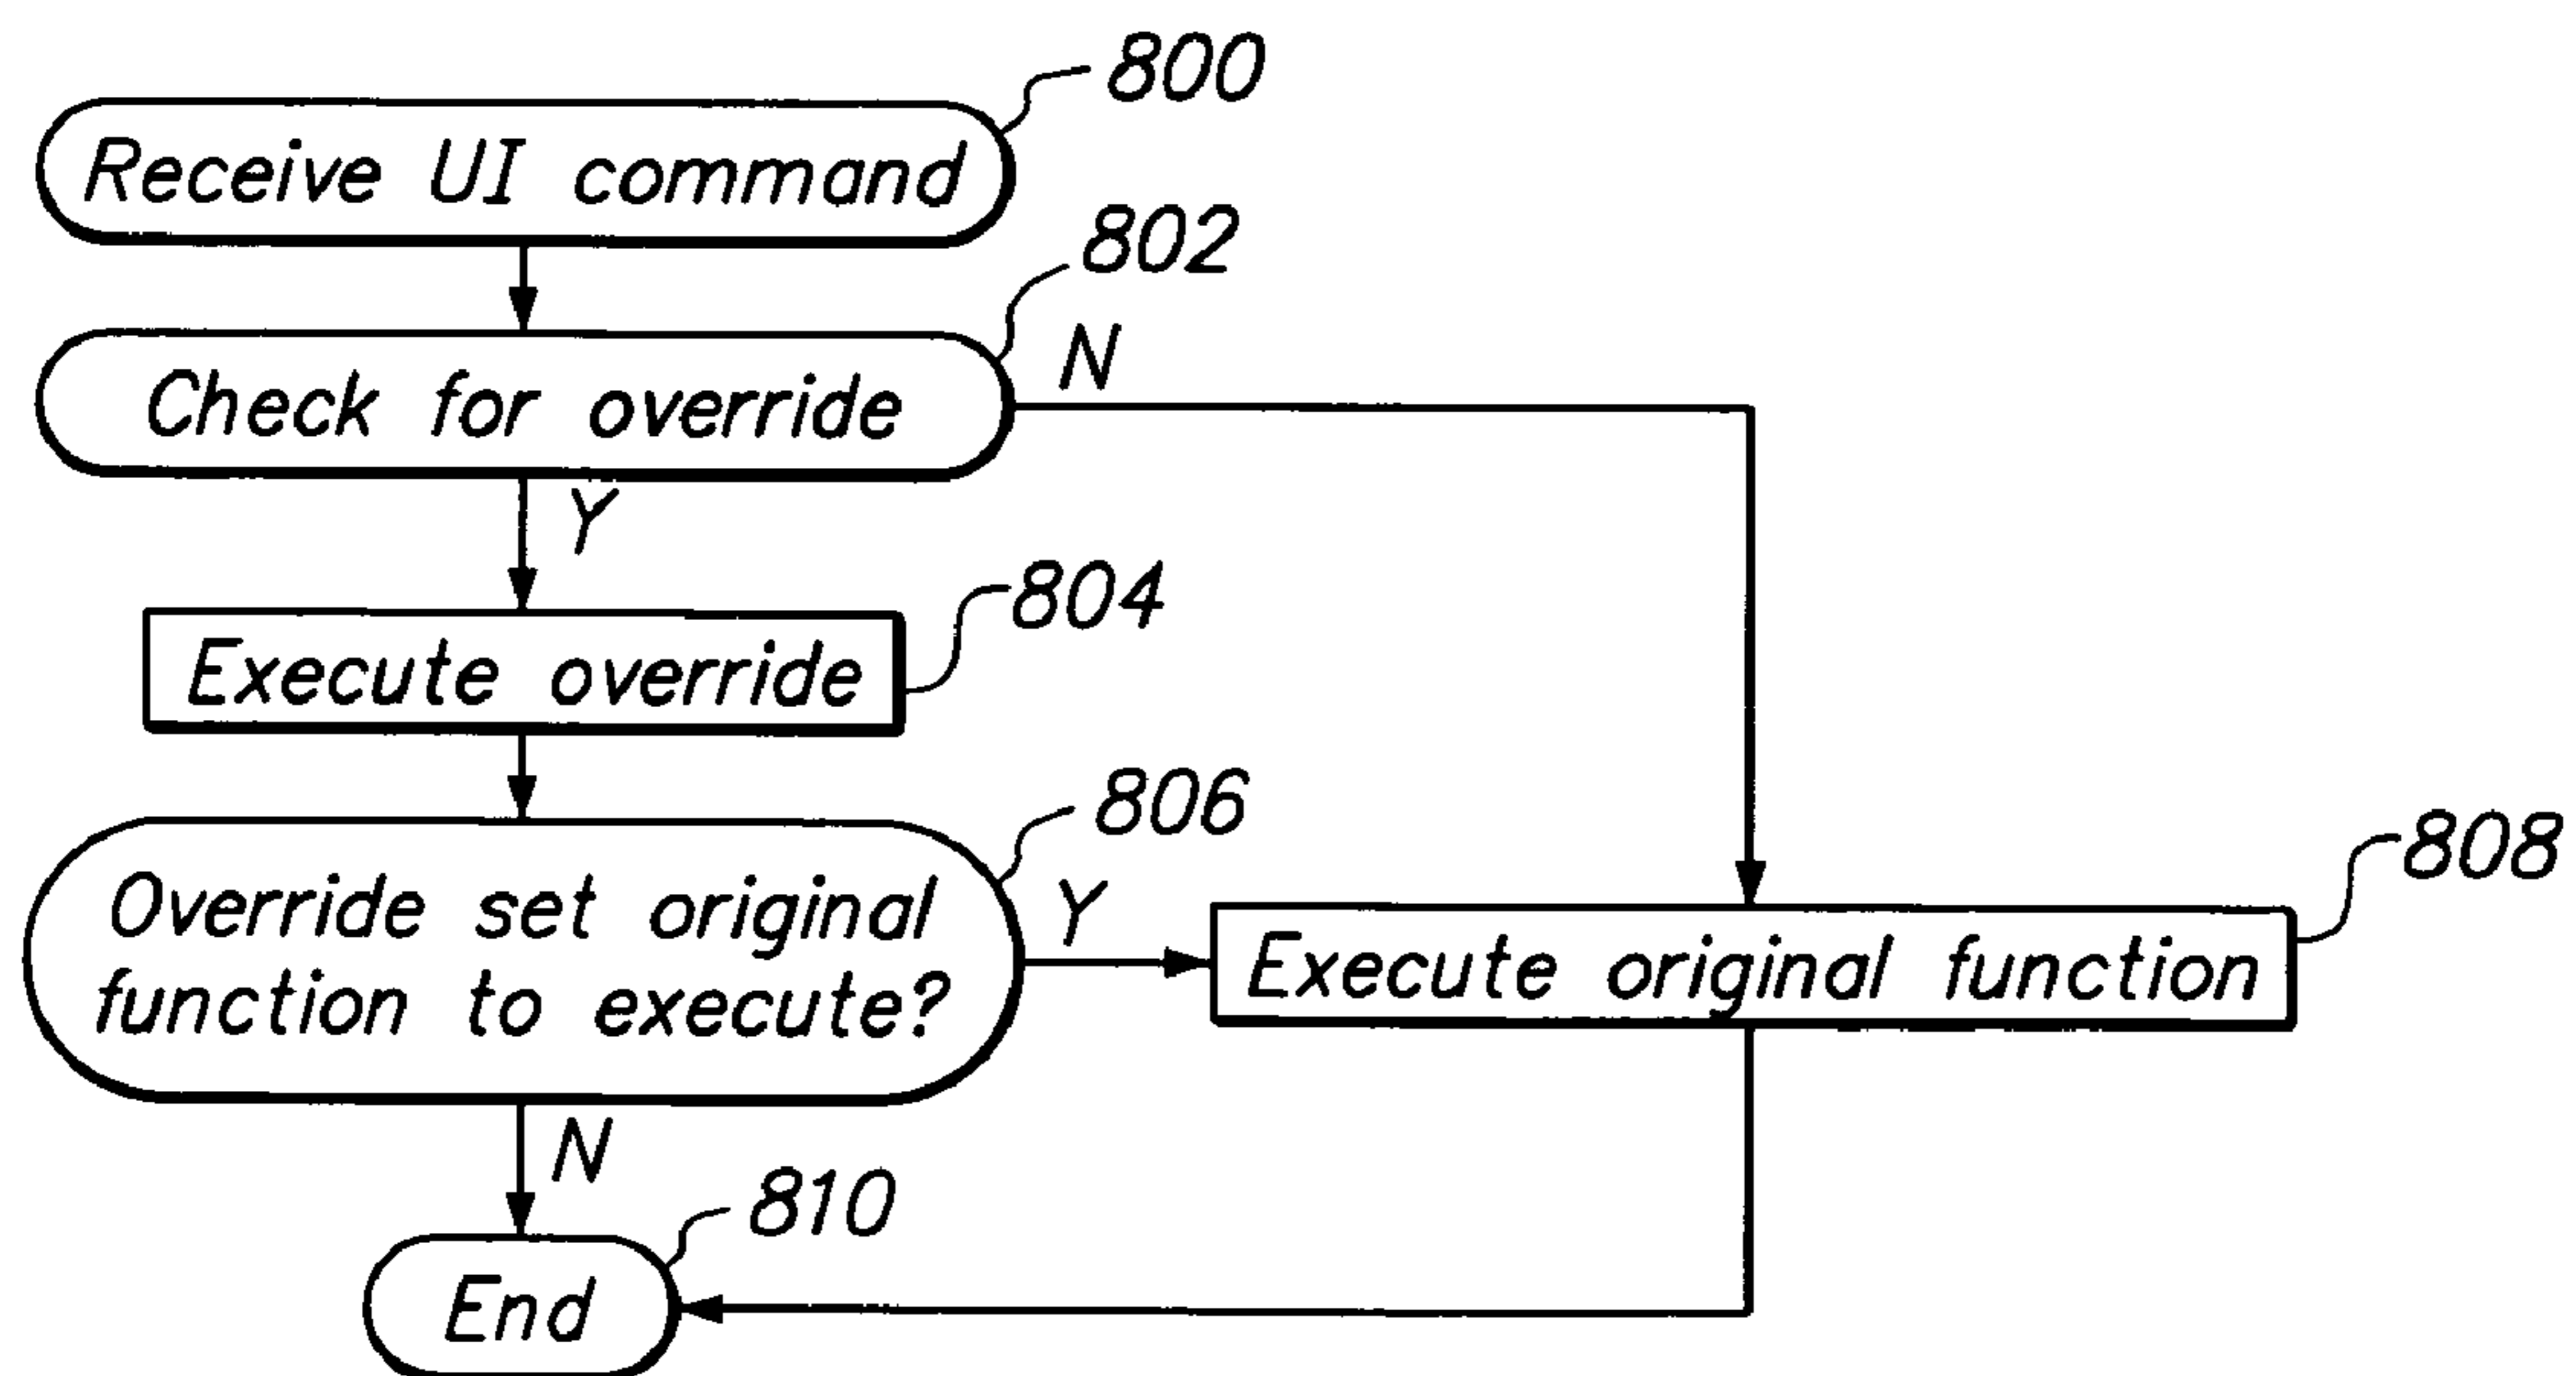 800
Receive UI command
802
Check for override
N
Y
804
Execute override
806
Override set original
function to execute?
Y
808
Execute original function
N
810
End